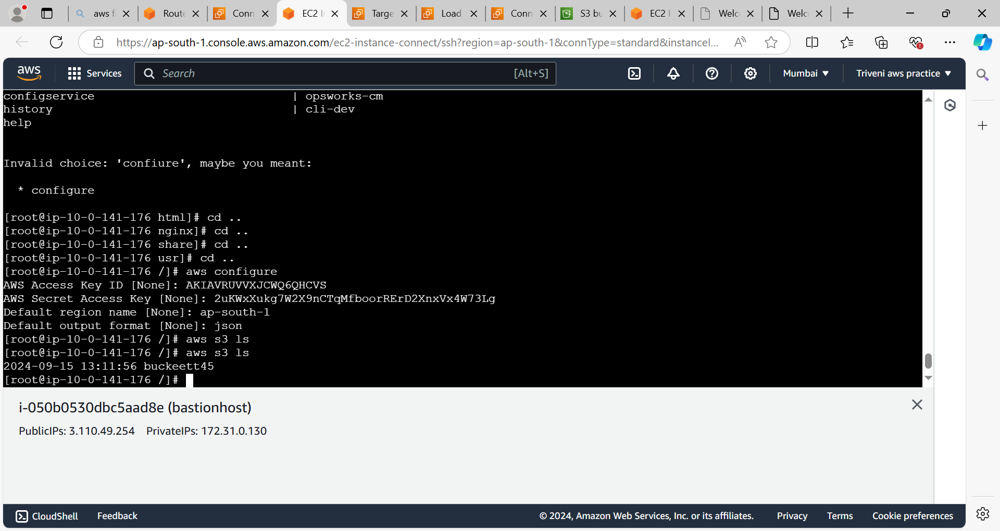 aws f
Route
Conn
EC2 I
Targe
Load
Conn
S3 bu
EC2 I
Welc
Welc
https://ap-south-1.console.aws.amazon.com/ec2-instance-connect/ssh?region=ap-south-1&connType=standard&instanceI...
aws Services Search [Alt+S] Mumbai Triveni aws practice
configservice | opsworks-cm
history | cli-dev
help
Invalid choice: 'confiure', maybe you meant:
* configure
[root@ip-10-0-141-176 html]# cd ..
[root@ip-10-0-141-176 nginx]# cd ..
[root@ip-10-0-141-176 share]# cd ..
[root@ip-10-0-141-176 usr]# cd ..
[root@ip-10-0-141-176 /]# aws configure
AWS Access Key ID [None]: AKIAVRUVVXJCWQ6QHCVS
AWS Secret Access Key [None]: [secret key redacted]
Default region name [None]: ap-south-1
Default output format [None]: json
[root@ip-10-0-141-176 /]# aws s3 ls
[root@ip-10-0-141-176 /]# aws s3 ls
2024-09-15 13:11:56 buckeett45
[root@ip-10-0-141-176 /]#
i-050b0530dbc5aad8e (bastionhost)
PublicIPs: 3.110.49.254 PrivateIPs: 172.31.0.130
CloudShell Feedback © 2024, Amazon Web Services, Inc. or its affiliates. Privacy Terms Cookie preferences